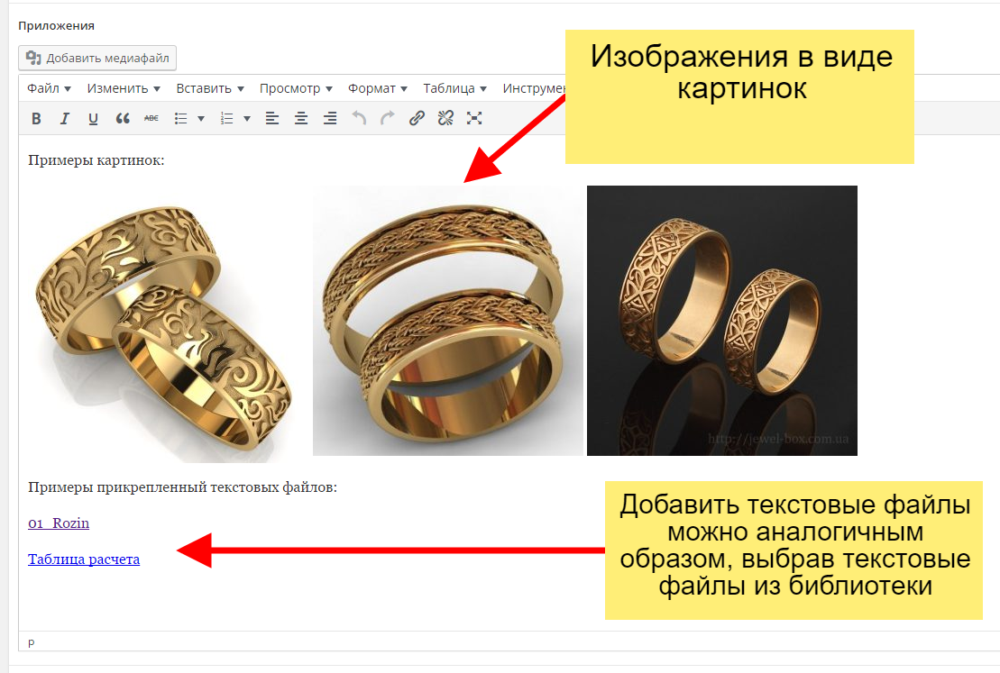 Приложения
Добавить медиафайл
Файл Изменить Вставить Просмотр Формат Таблица Инструмен
Изображения в виде
картинок
B I U ABC
Примеры картинок:
http://jewel-box.com.ua
Примеры прикрепленный текстовых файлов:
01_Rozin
Таблица расчета
Добавить текстовые файлы
можно аналогичным
образом, выбрав текстовые
файлы из библиотеки
p